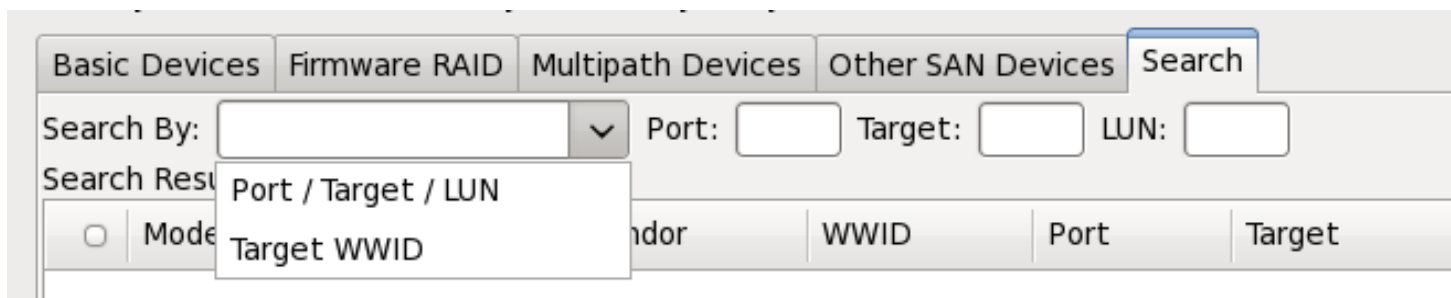 Basic Devices Firmware RAID Multipath Devices Other SAN Devices Search
Search By: Port: Target: LUN:
Search Resu
Port / Target / LUN
Mode ndor WWID Port Target
Target WWID